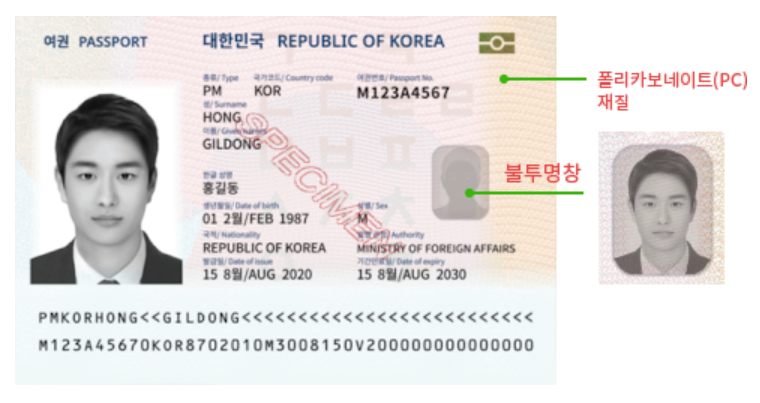 여권 PASSPORT
대한민국 REPUBLIC OF KOREA
종류/ Type 국가코드/ Country code 여권번호/ Passport No.
PM KOR M123A4567
성/ Surname
HONG
이름/ Given names
GILDONG
한글 성명
홍길동
생년월일/ Date of birth 성별/ Sex
01 2월/FEB 1987 M
국적/ Nationality 발행관청/ Authority
REPUBLIC OF KOREA MINISTRY OF FOREIGN AFFAIRS
발급일/ Date of issue 기간만료일/ Date of expiry
15 8월/AUG 2020 15 8월/AUG 2030
SPECIMEN
PMKORHONG<<GILDONG<<<<<<<<<<<<<<<<<<<<<<<<<<
M123A4567OKOR8702010M3008150V200000000000000
폴리카보네이트(PC)
재질
불투명창